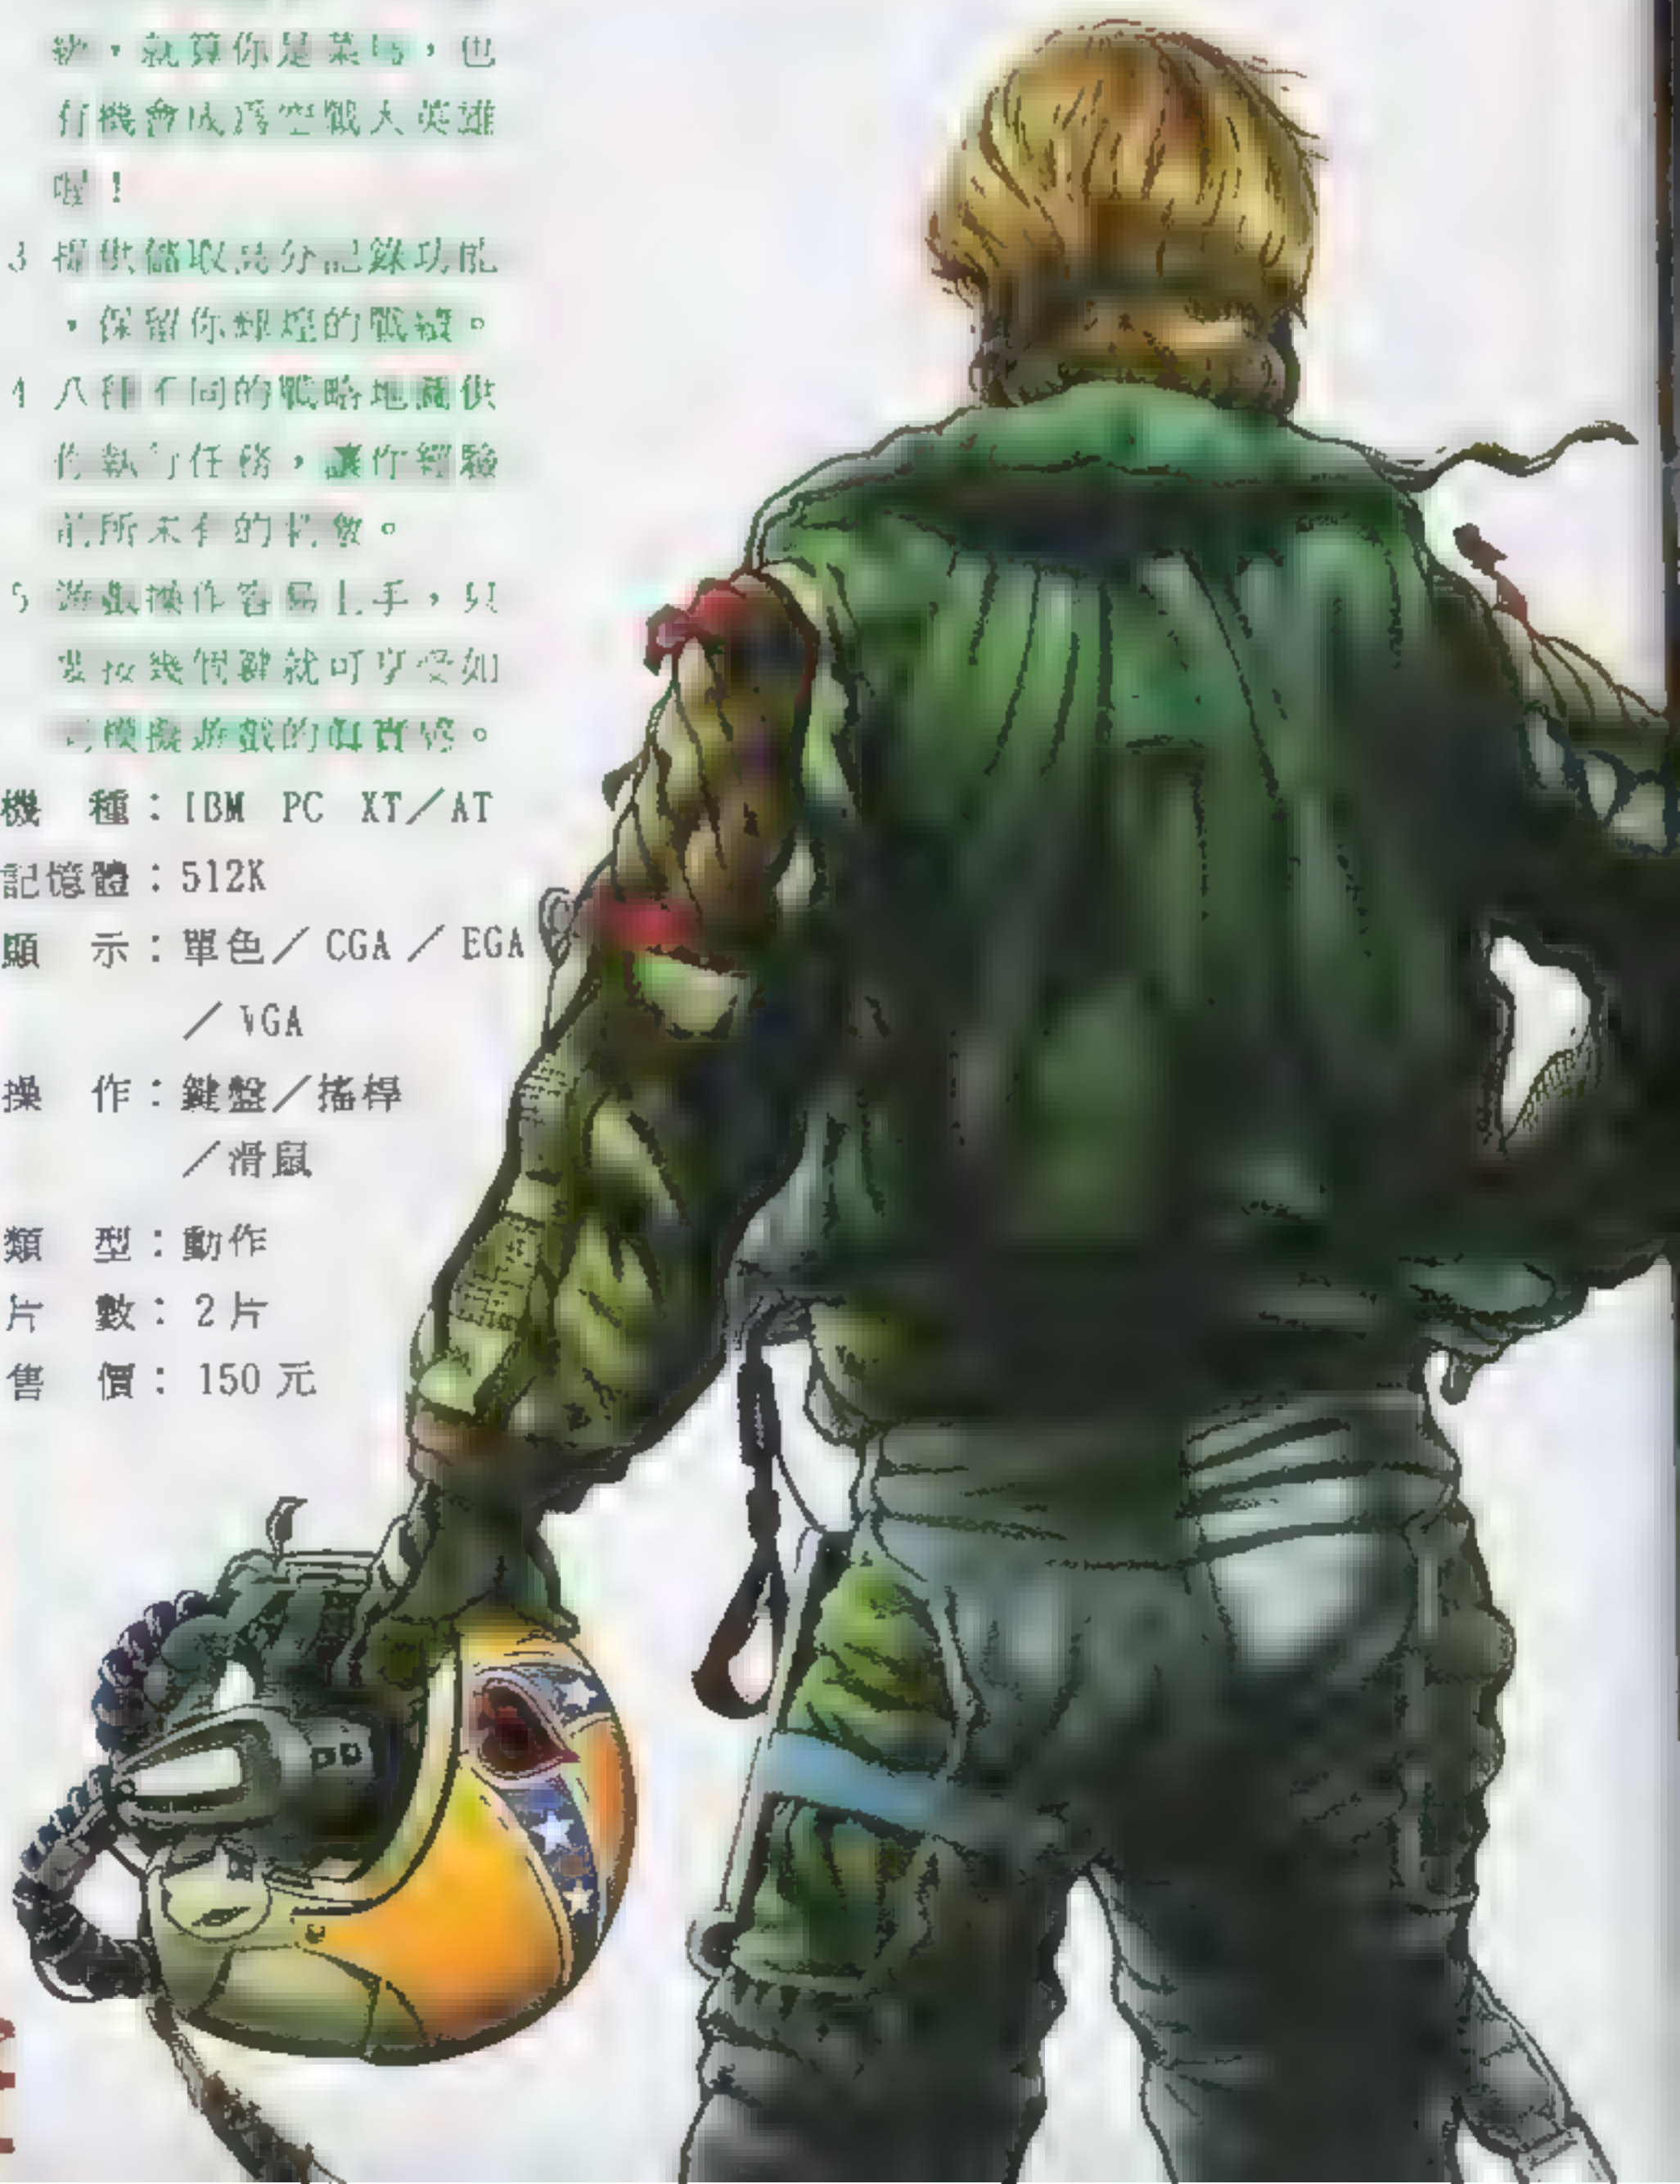 級，就算你是菜鳥，也
有機會成為空戰大英雄
喔！
3 提供儲取高分記錄功能
，保留你輝煌的戰績。
4 八種不同的戰略地圖供
你執行任務，讓你經驗
前所未有的挑戰。
5 遊戲操作容易上手，只
要按幾個鍵就可享受如
模擬遊戲的真實感。
機　種：IBM PC XT／AT
記憶體：512K
顯　示：單色／CGA／EGA
／VGA
操　作：鍵盤／搖桿
／滑鼠
類　型：動作
片　數：2片
售　價：150元